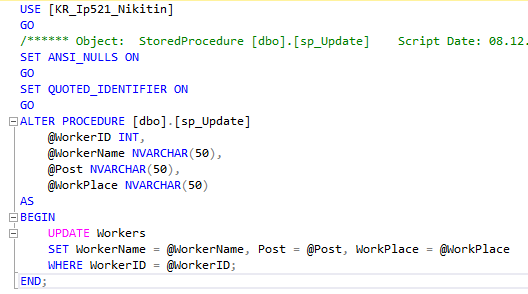 USE [KR_Ip521_Nikitin]
GO
/****** Object:  StoredProcedure [dbo].[sp_Update]    Script Date: 08.12.
SET ANSI_NULLS ON
GO
SET QUOTED_IDENTIFIER ON
GO
ALTER PROCEDURE [dbo].[sp_Update]
    @WorkerID INT,
    @WorkerName NVARCHAR(50),
    @Post NVARCHAR(50),
    @WorkPlace NVARCHAR(50)
AS
BEGIN
    UPDATE Workers
    SET WorkerName = @WorkerName, Post = @Post, WorkPlace = @WorkPlace
    WHERE WorkerID = @WorkerID;
END;